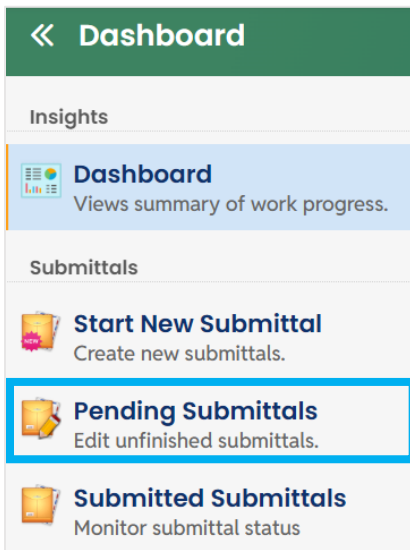 Dashboard
Insights
Dashboard
Views summary of work progress.
Submittals
Start New Submittal
Create new submittals.
NEW
Pending Submittals
Edit unfinished submittals.
Submitted Submittals
Monitor submittal status